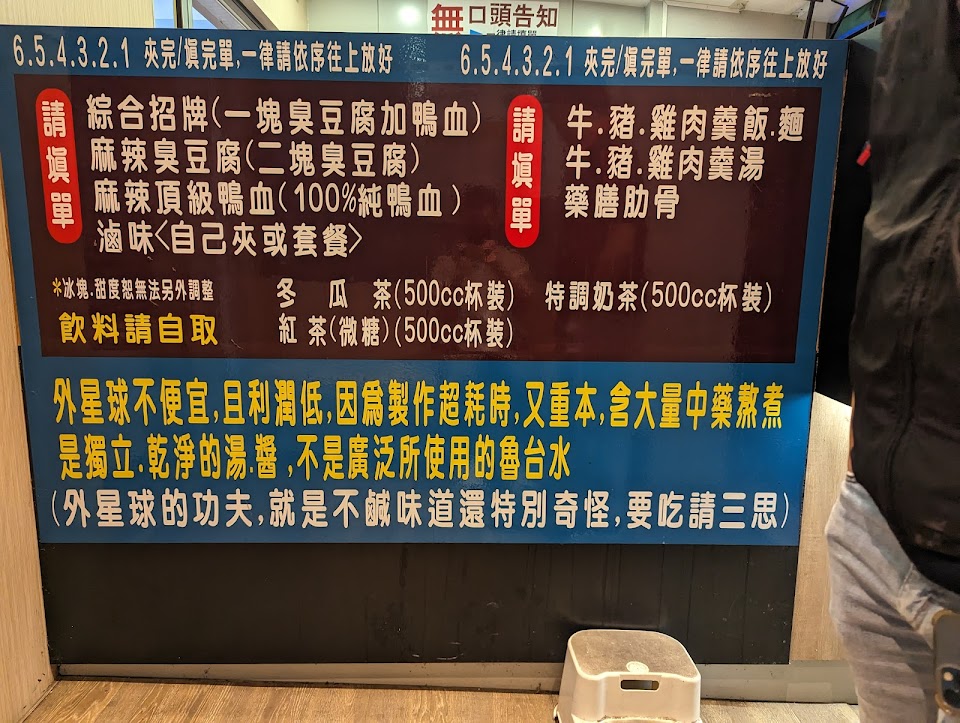 無口頭告知
6.5.4.3.2.1 夾完/填完單,一律請依序往上放好
6.5.4.3.2.1 夾完/填完單,一律請依序往上放好
請填單
綜合招牌(一塊臭豆腐加鴨血)
麻辣臭豆腐(二塊臭豆腐)
麻辣頂級鴨血(100%純鴨血)
滷味<自己夾或套餐>
請填單
牛.豬.雞肉羹飯.麵
牛.豬.雞肉羹湯
藥膳肋骨
*冰塊.甜度恕無法另外調整
飲料請自取
冬瓜茶(500cc杯裝)
特調奶茶(500cc杯裝)
紅茶(微糖)(500cc杯裝)
外星球不便宜,且利潤低,因為製作超耗時,又重本,含大量中藥熬煮
是獨立.乾淨的湯.醬,不是廣泛所使用的魯台水
(外星球的功夫,就是不鹹味道還特別奇怪,要吃請三思)